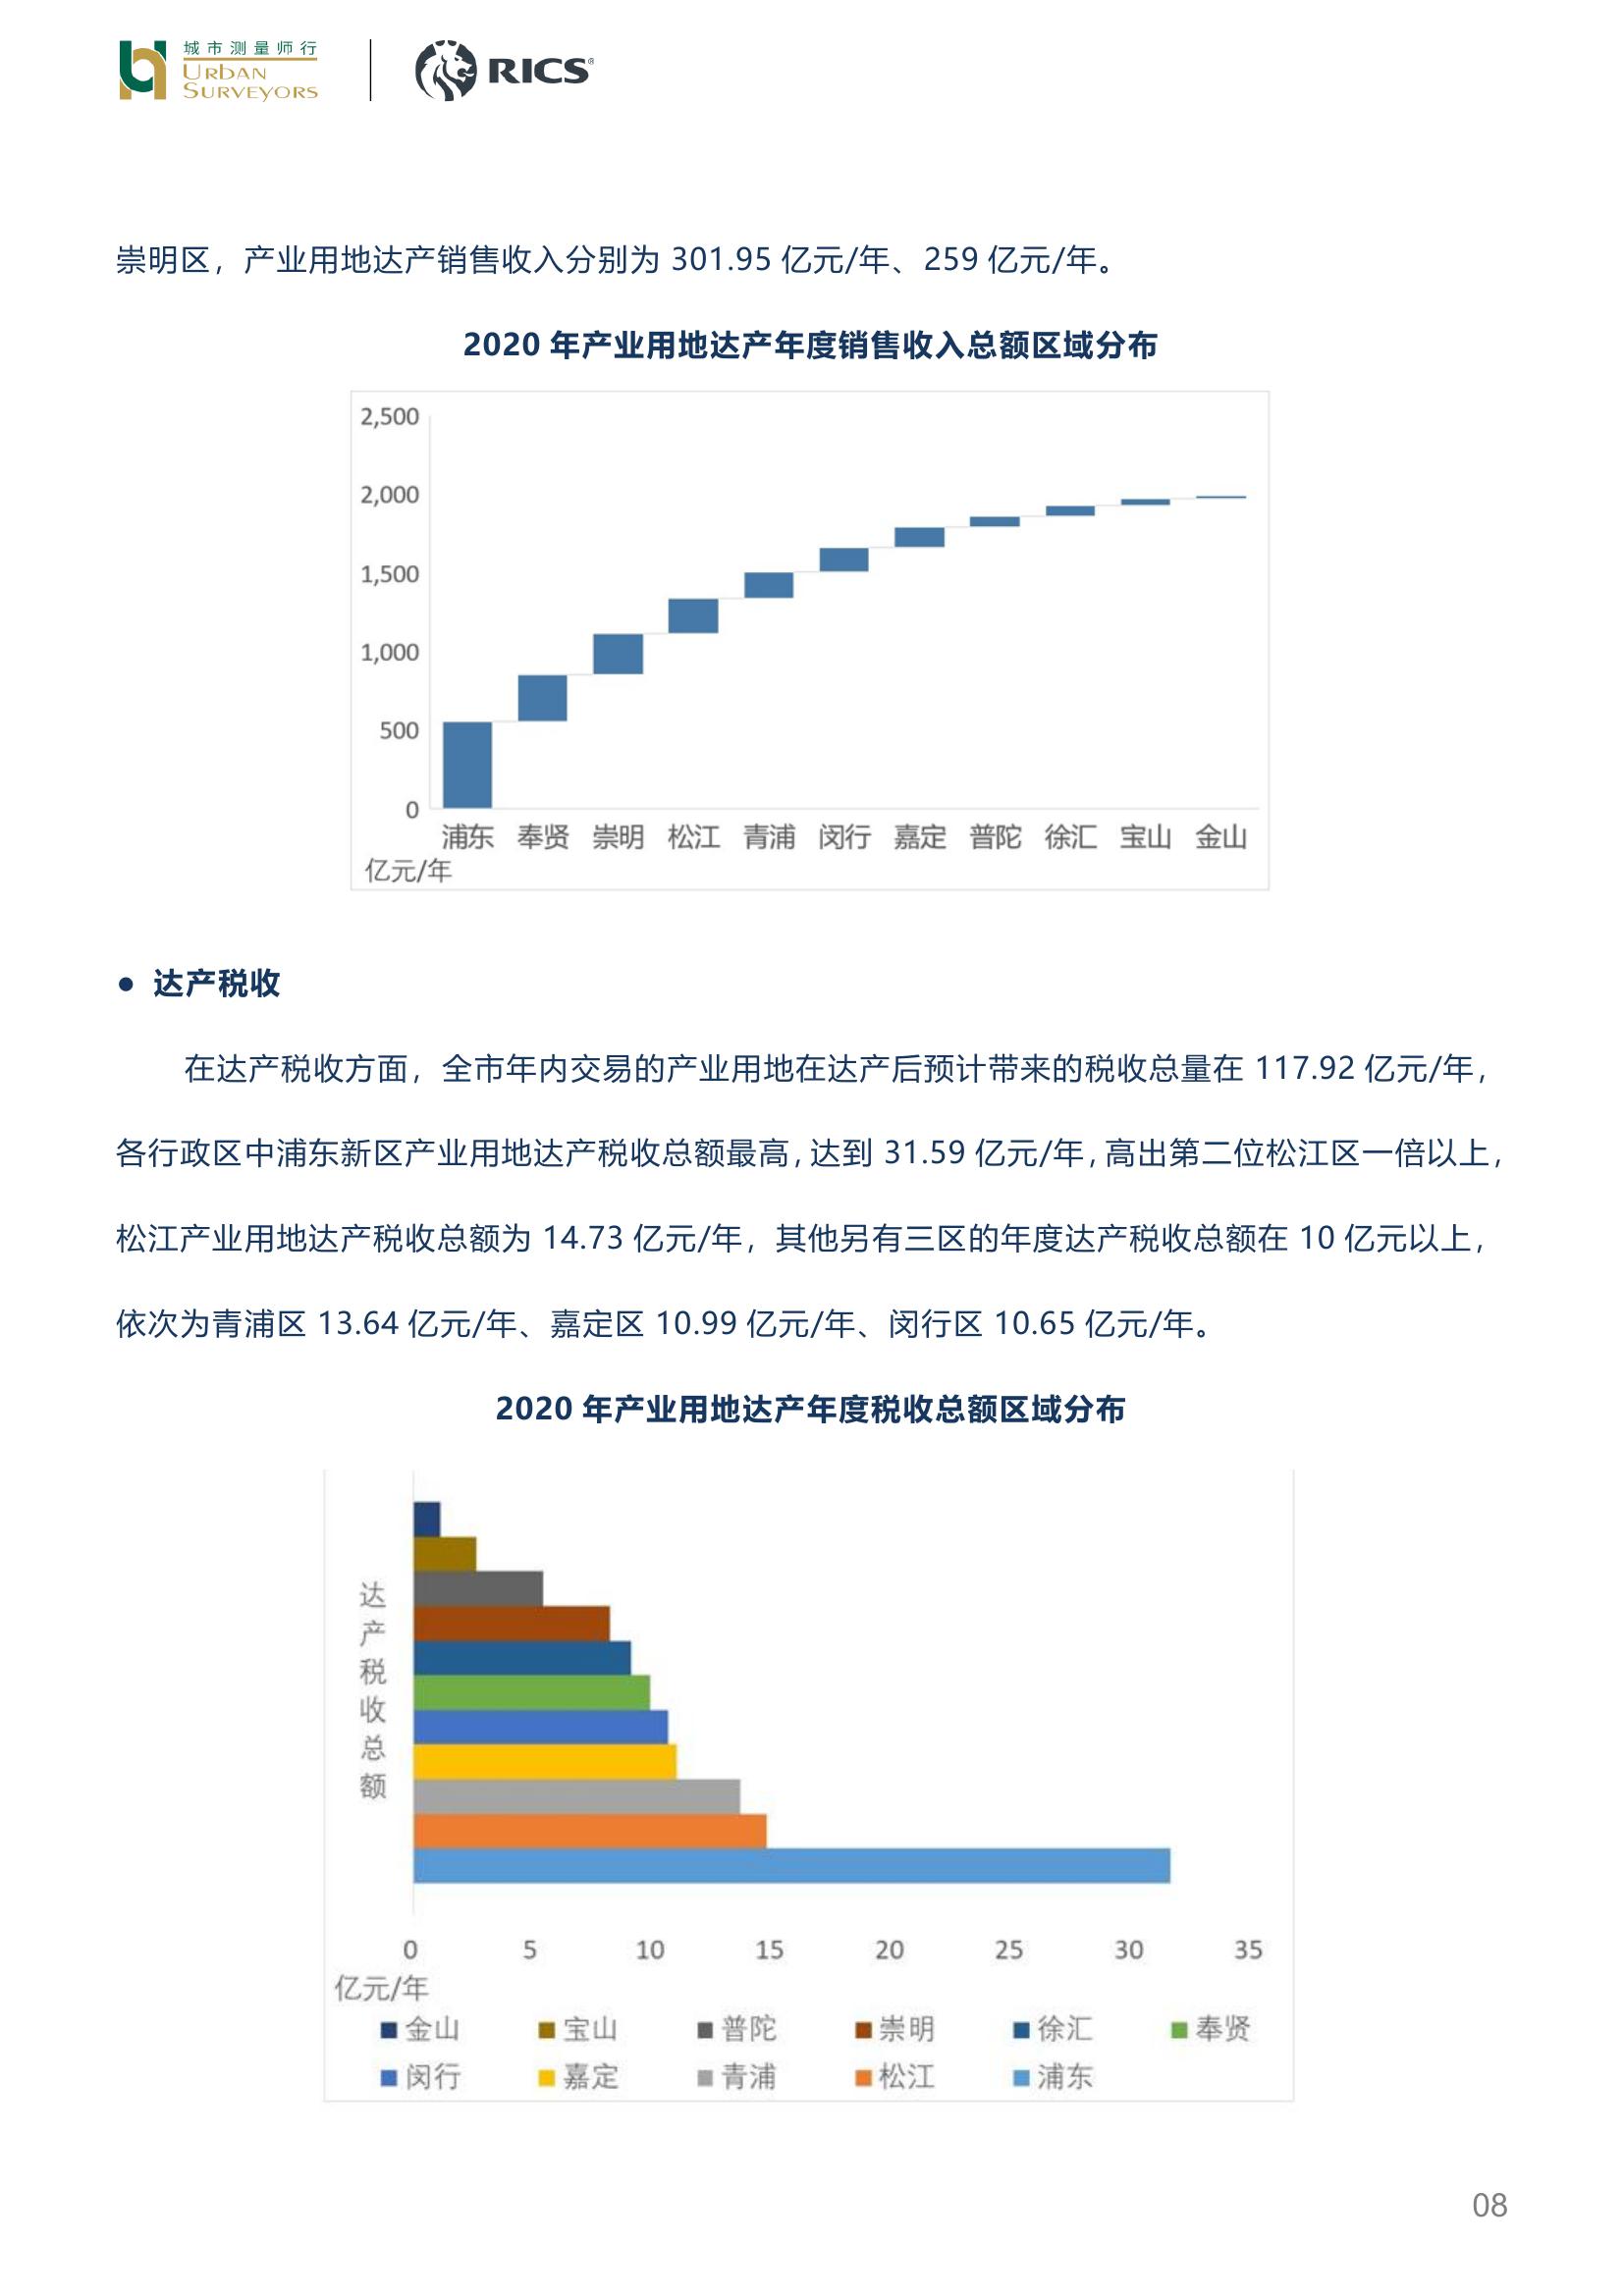 城市测量师行
URBAN
SURVEYORS
RICS®
崇明区，产业用地达产销售收入分别为 301.95 亿元/年、259 亿元/年。
2020 年产业用地达产年度销售收入总额区域分布
2,500
2,000
1,500
1,000
500
0
浦东 奉贤 崇明 松江 青浦 闵行 嘉定 普陀 徐汇 宝山 金山
亿元/年
● 达产税收
在达产税收方面，全市年内交易的产业用地在达产后预计带来的税收总量在 117.92 亿元/年，
各行政区中浦东新区产业用地达产税收总额最高，达到 31.59 亿元/年，高出第二位松江区一倍以上，
松江产业用地达产税收总额为 14.73 亿元/年，其他另有三区的年度达产税收总额在 10 亿元以上，
依次为青浦区 13.64 亿元/年、嘉定区 10.99 亿元/年、闵行区 10.65 亿元/年。
2020 年产业用地达产年度税收总额区域分布
达产税收总额
0 5 10 15 20 25 30 35
亿元/年
金山 宝山 普陀 崇明 徐汇 奉贤
闵行 嘉定 青浦 松江 浦东
08